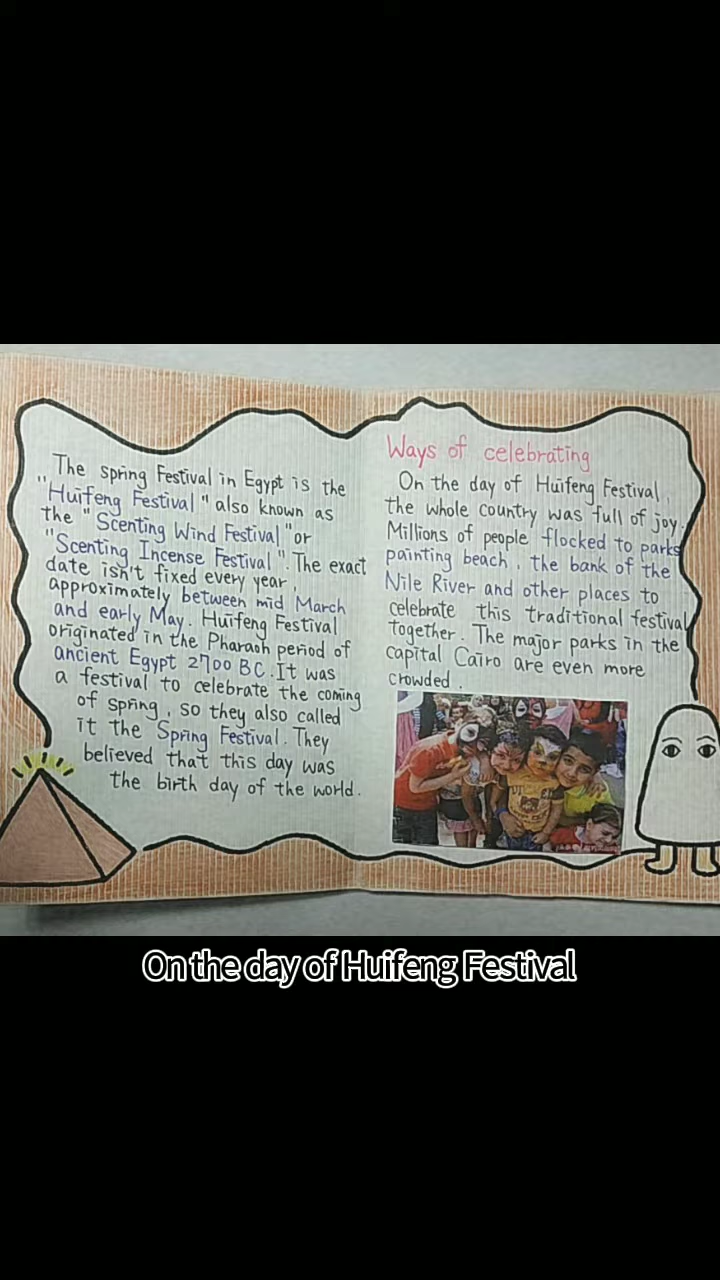 The spring Festival in Egypt is the
"Huifeng Festival" also known as
the "Scenting Wind Festival" or
"Scenting Incense Festival". The exact
date isn't fixed every year,
approximately between mid March
and early May. Huifeng Festival
originated in the Pharaoh period of
ancient Egypt 2700 BC. It was
a festival to celebrate the coming
of spring, so they also called
it the Spring Festival. They
believed that this day was
the birth day of the world.
Ways of celebrating
On the day of Huifeng Festival,
the whole country was full of joy.
Millions of people flocked to parks
painting beach, the bank of the
Nile River and other places to
celebrate this traditional festival
together. The major parks in the
capital Cairo are even more
crowded.
On the day of Huifeng Festival